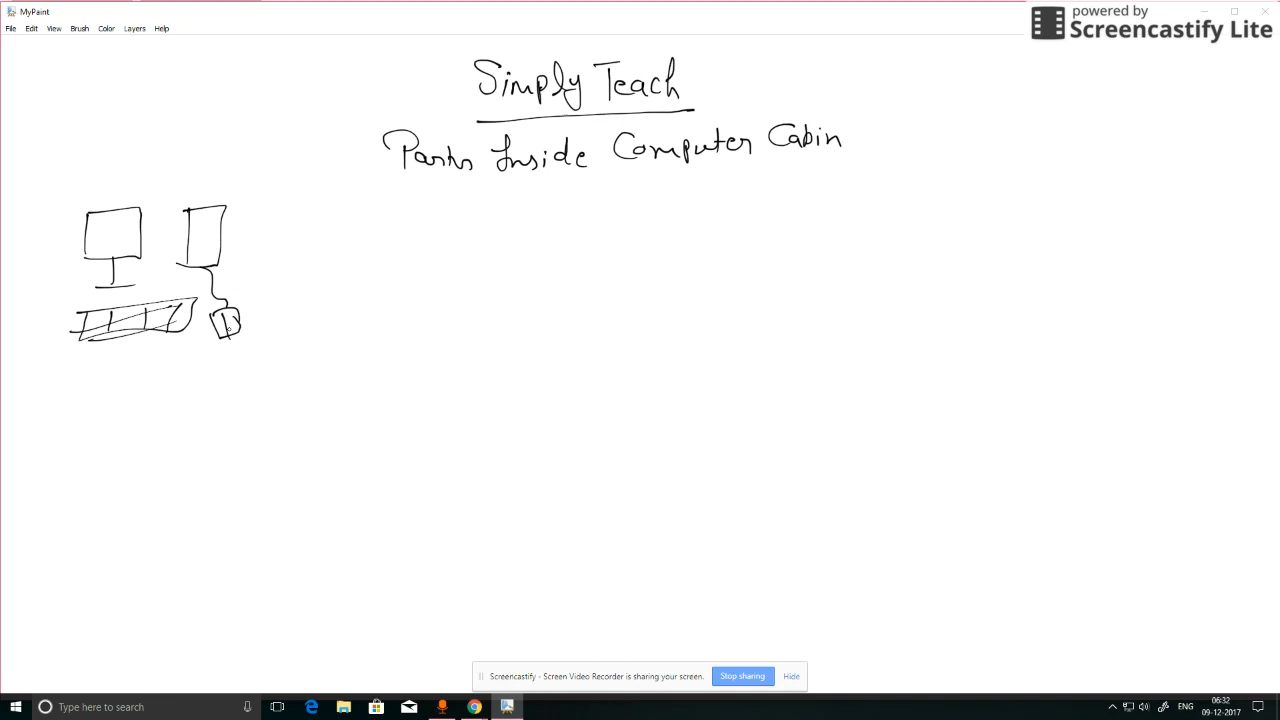 MyPaint
powered by
Screencastify Lite
File Edit View Brush Color Layers Help
Simply Teach
Parts Inside Computer Cabin
Screencastify - Screen Video Recorder is sharing your screen. Stop sharing Hide
Type here to search
ENG
06:32
09-12-2017